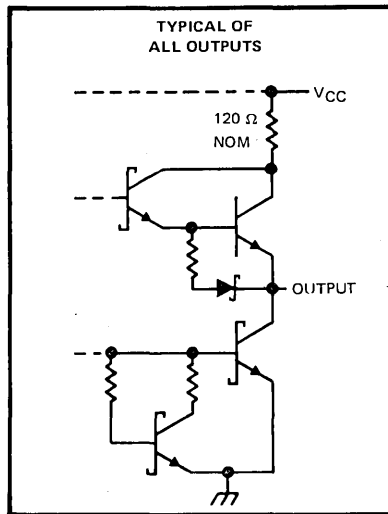 TYPICAL OF
ALL OUTPUTS
VCC
120 Ω
NOM
OUTPUT